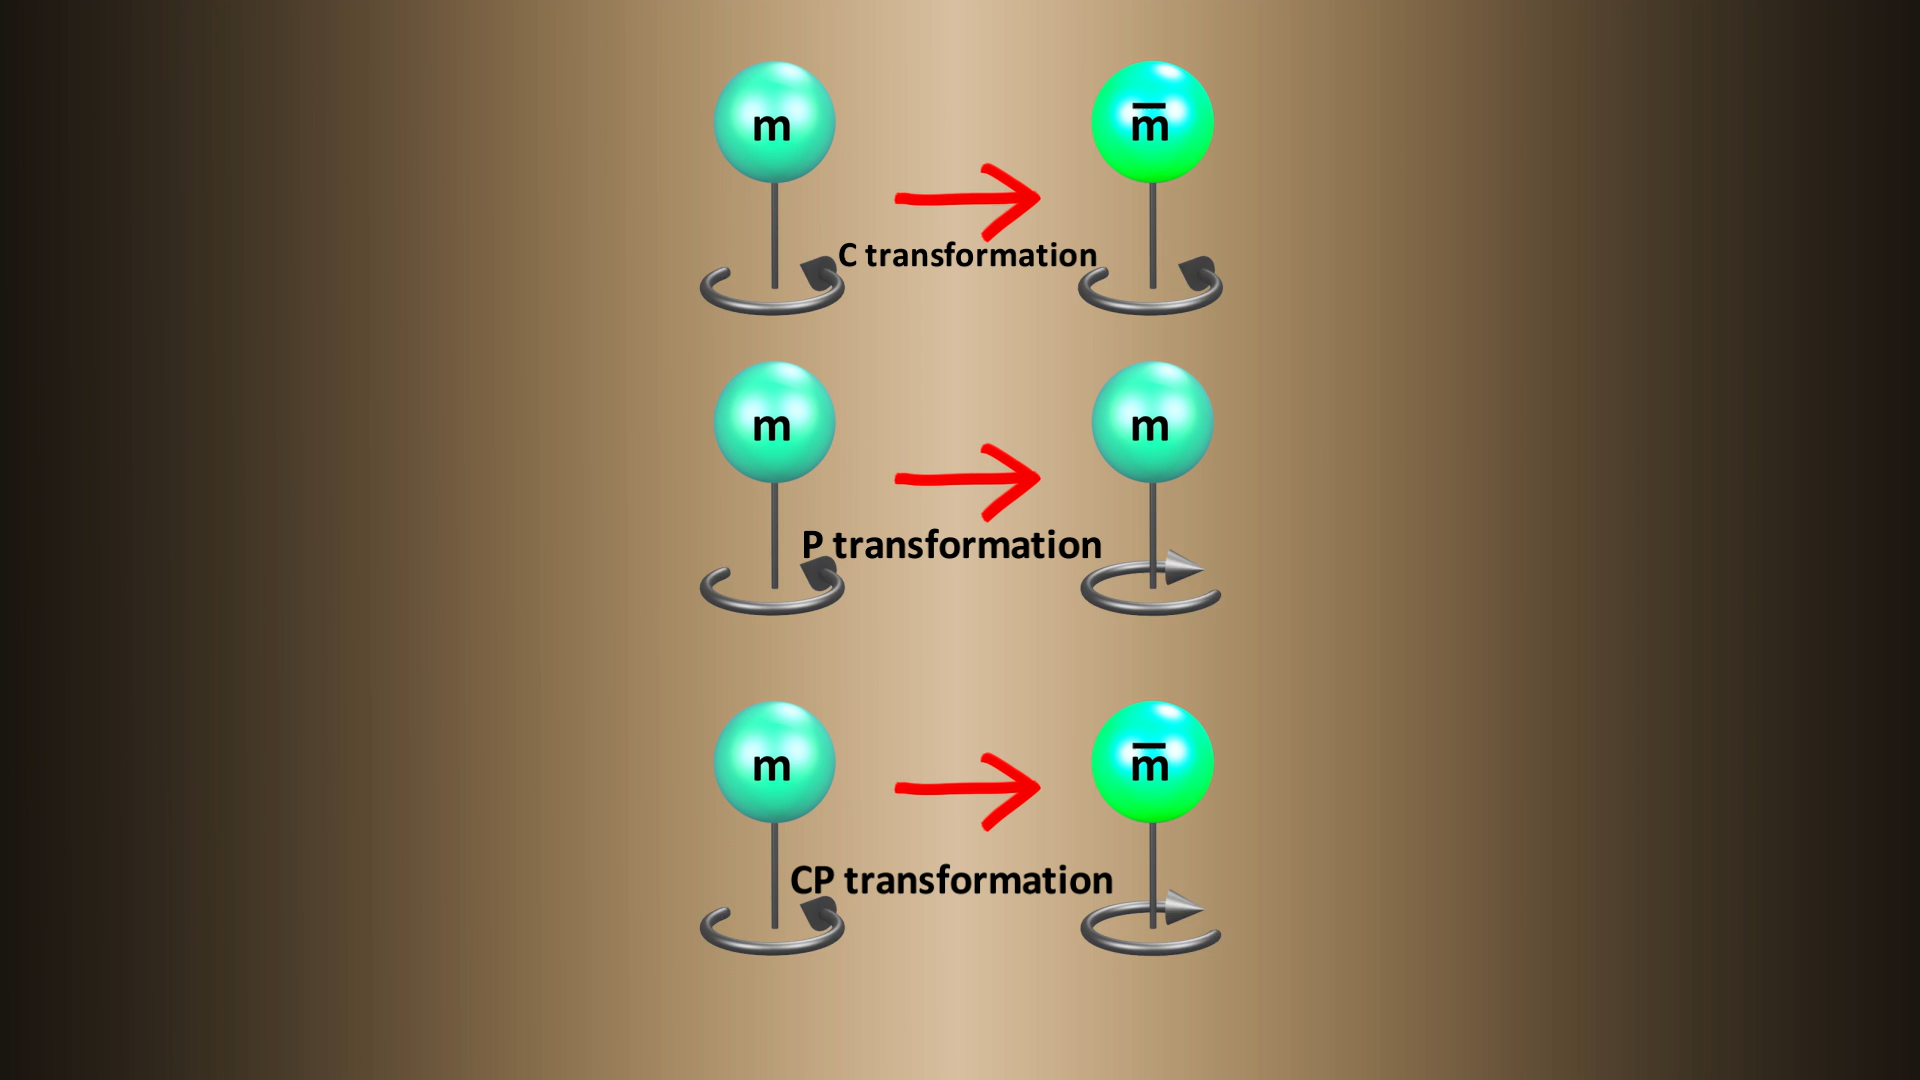 m m̅
C transformation
m m
P transformation
m m̅
CP transformation